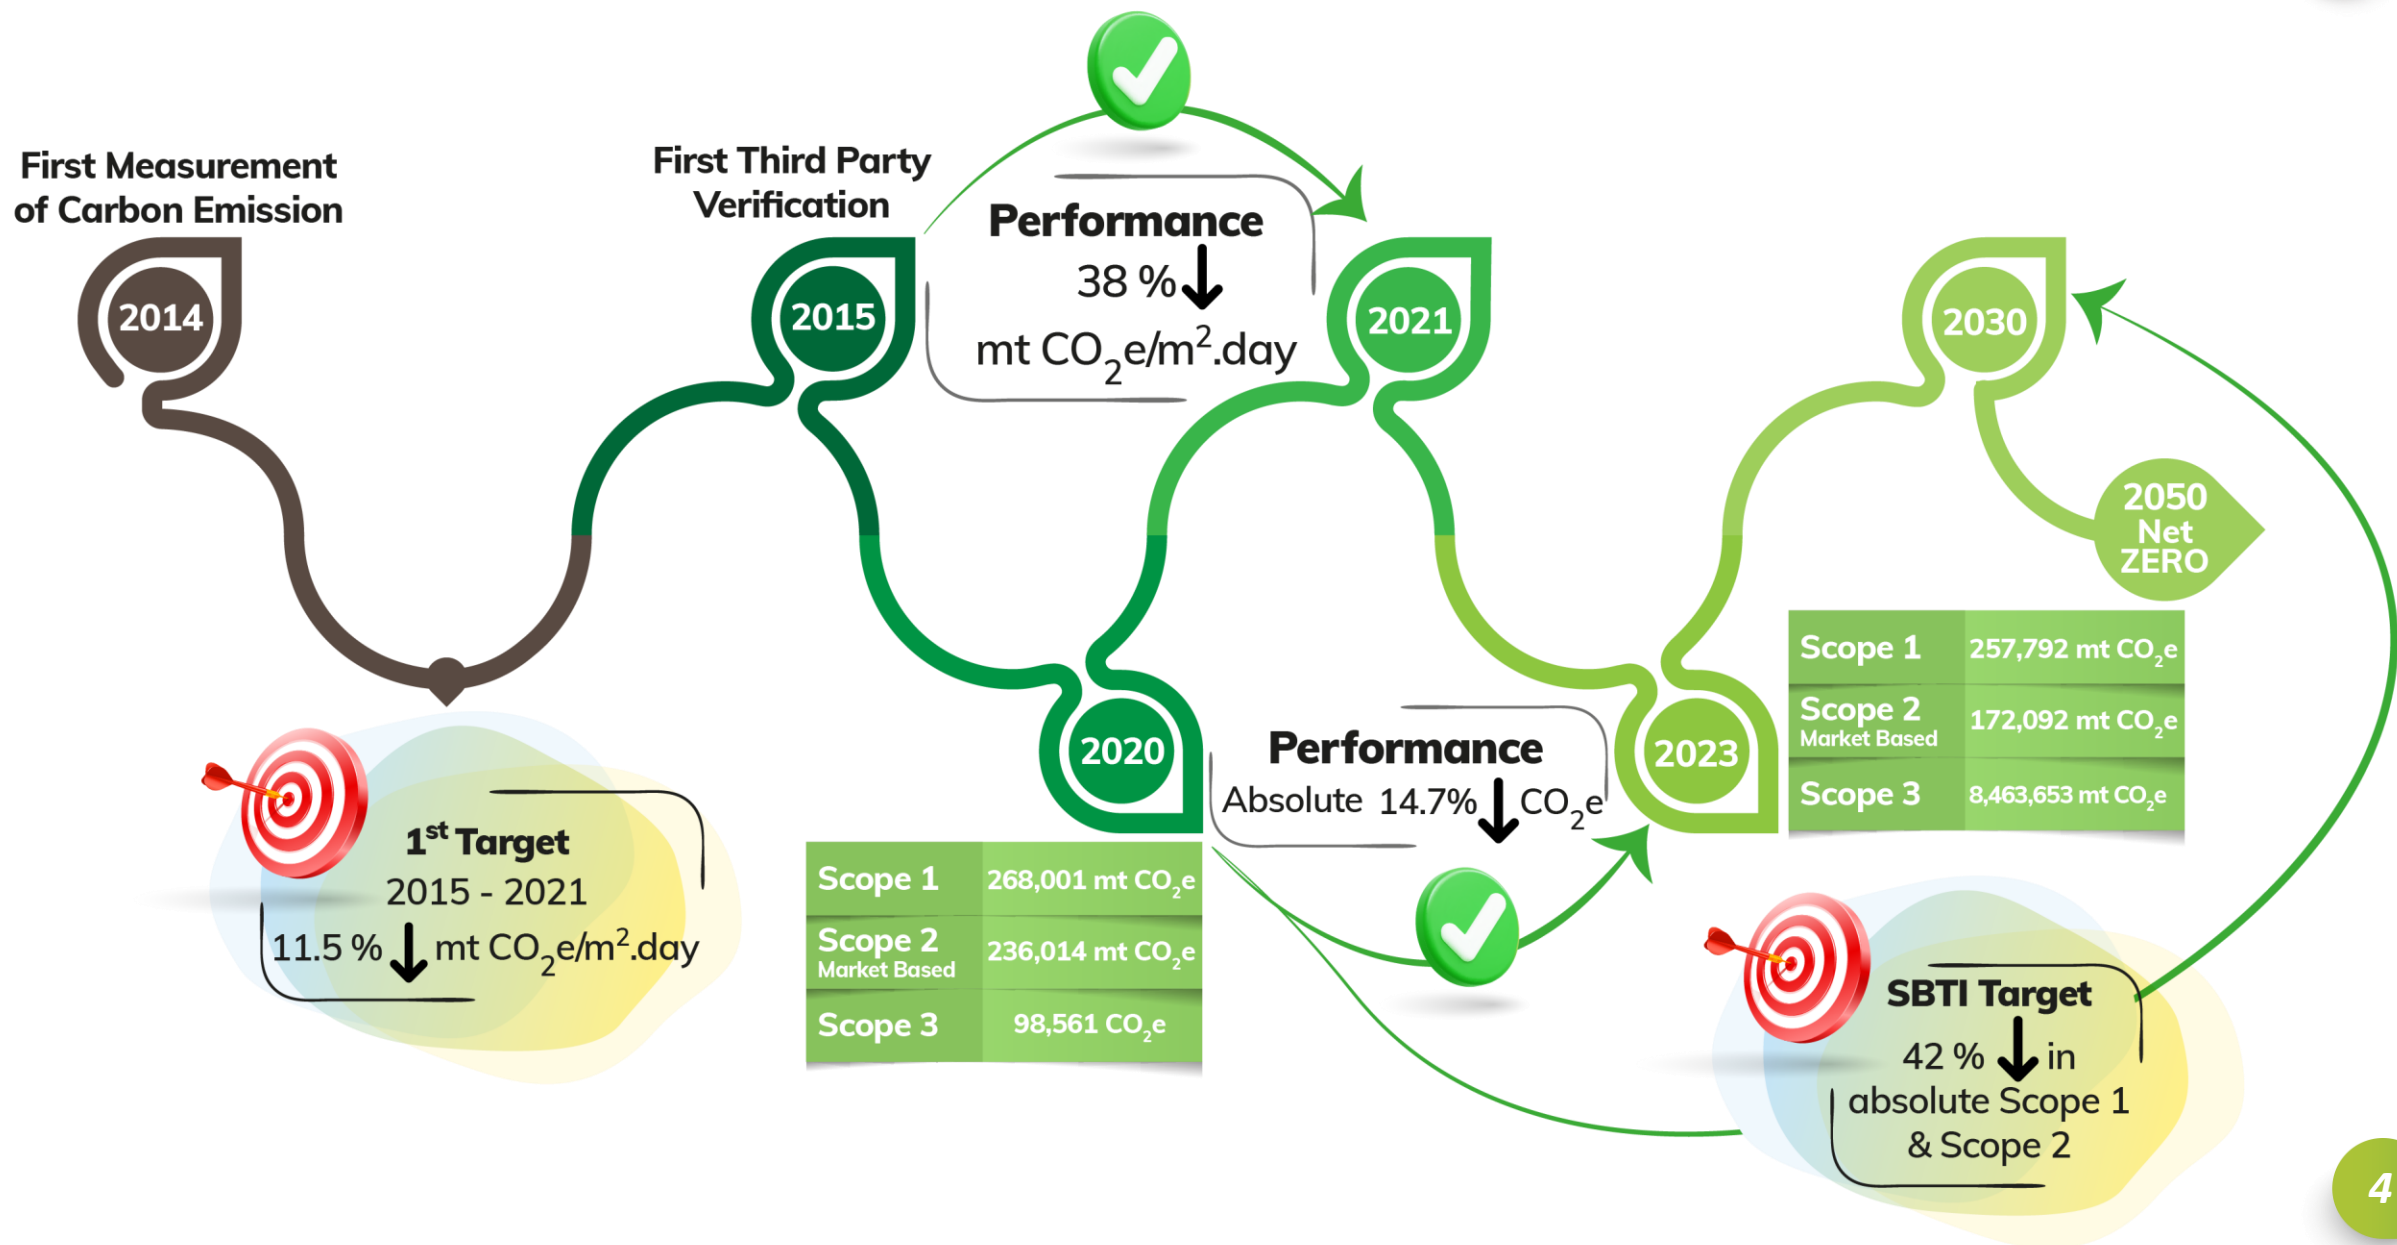 First Measurement
of Carbon Emission
2014
1st Target
2015 - 2021
11.5 % mt CO2e/m2.day
First Third Party
Verification
2015
Performance
38 %
mt CO2e/m2.day
2020
Scope 1 268,001 mt CO2e
Scope 2 Market Based 236,014 mt CO2e
Scope 3 98,561 CO2e
2021
Performance
Absolute 14.7% CO2e
2023
Scope 1 257,792 mt CO2e
Scope 2 Market Based 172,092 mt CO2e
Scope 3 8,463,653 mt CO2e
SBTI Target
42 % in
absolute Scope 1
& Scope 2
2030
2050
Net
ZERO
4